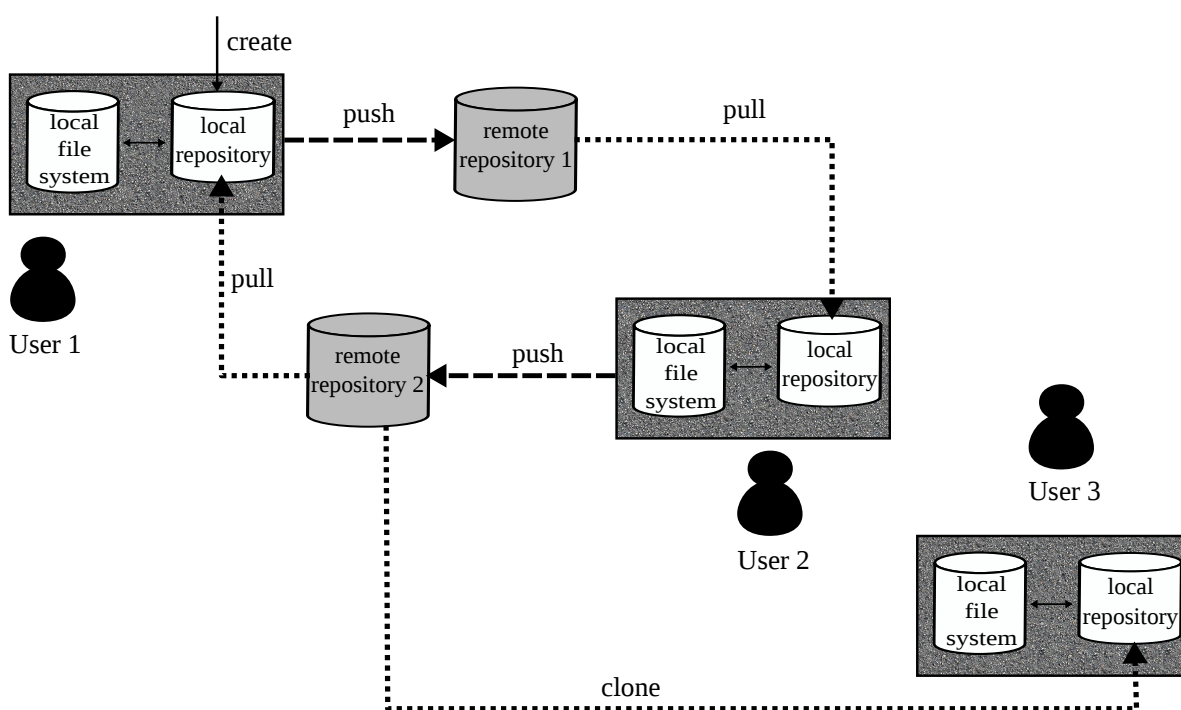 create
local
file
system
local
repository
push
remote
repository 1
pull
User 1
pull
remote
repository 2
push
local
file
system
local
repository
User 2
User 3
local
file
system
local
repository
clone